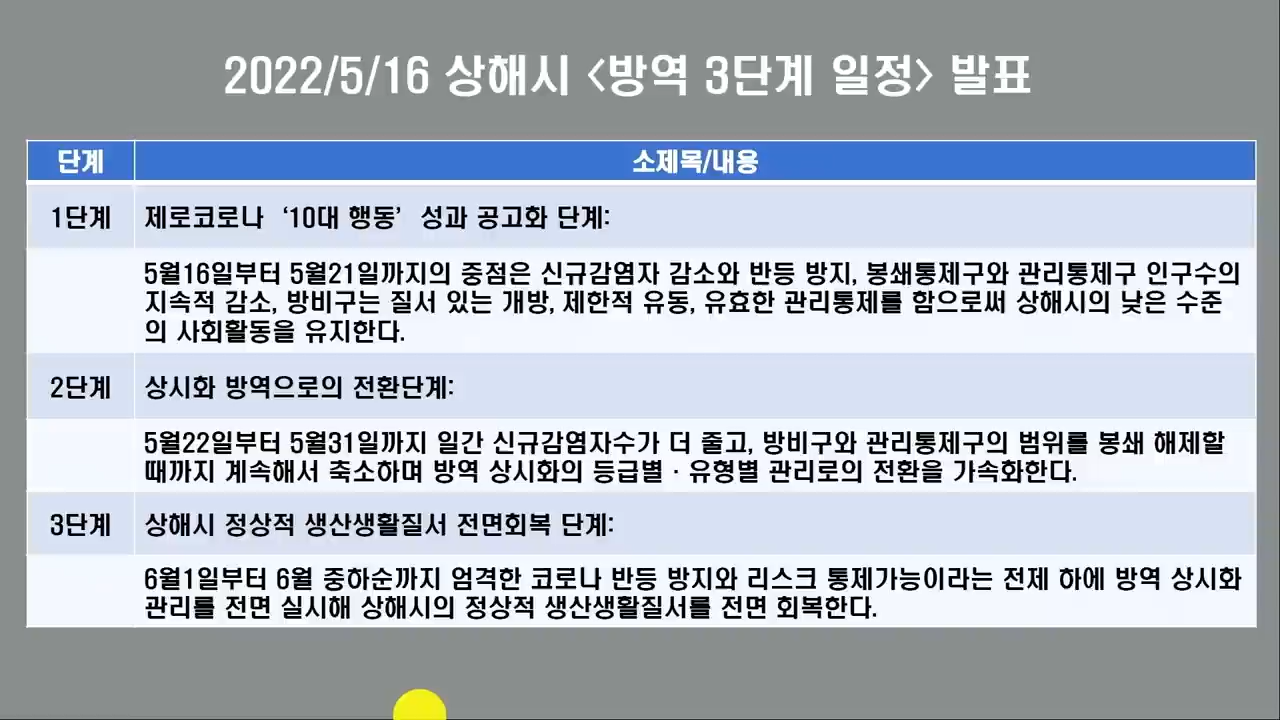 2022/5/16 상해시 <방역 3단계 일정> 발표
단계 소제목/내용
1단계 제로코로나 ‘10대 행동’ 성과 공고화 단계:
5월16일부터 5월21일까지의 중점은 신규감염자 감소와 반등 방지, 봉쇄통제구와 관리통제구 인구수의
지속적 감소, 방비구는 질서 있는 개방, 제한적 유동, 유효한 관리통제를 함으로써 상해시의 낮은 수준
의 사회활동을 유지한다.
2단계 상시화 방역으로의 전환단계:
5월22일부터 5월31일까지 일간 신규감염자수가 더 줄고, 방비구와 관리통제구의 범위를 봉쇄 해제할
때까지 계속해서 축소하며 방역 상시화의 등급별·유형별 관리로의 전환을 가속화한다.
3단계 상해시 정상적 생산생활질서 전면회복 단계:
6월1일부터 6월 중하순까지 엄격한 코로나 반등 방지와 리스크 통제가능이라는 전제 하에 방역 상시화
관리를 전면 실시해 상해시의 정상적 생산생활질서를 전면 회복한다.